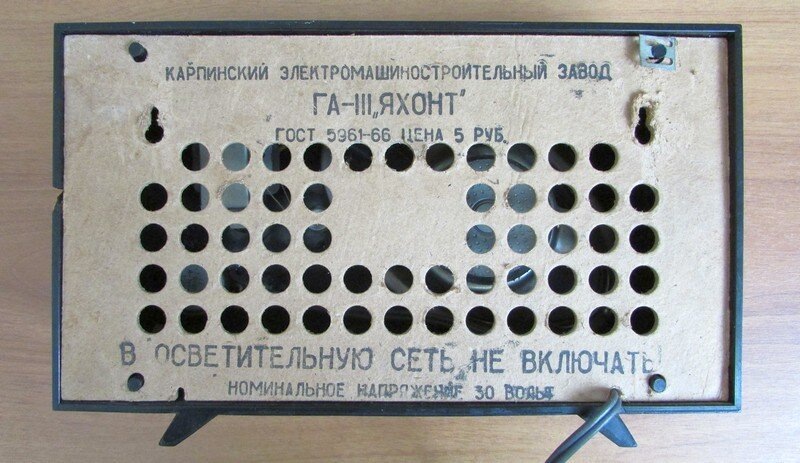 КАРПИНСКИЙ ЭЛЕКТРОМАШИНОСТРОИТЕЛЬНЫЙ ЗАВОД
ГА-III „ЯХОНТ"
ГОСТ 5961-66 ЦЕНА 5 РУБ.
В ОСВЕТИТЕЛЬНУЮ СЕТЬ НЕ ВКЛЮЧАТЬ!
НОМИНАЛЬНОЕ НАПРЯЖЕНИЕ 30 ВОЛЬТ